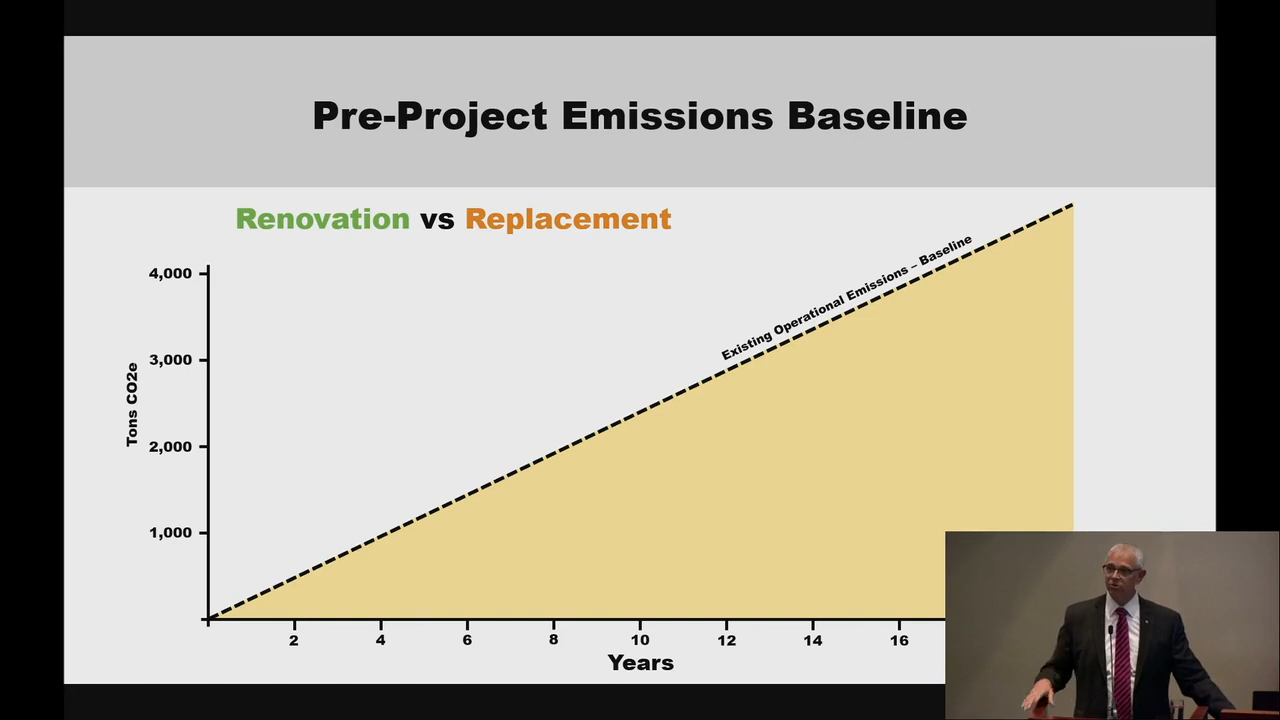 Pre-Project Emissions Baseline
Renovation vs Replacement
Existing Operational Emissions – Baseline
4,000
3,000
2,000
1,000
Tons CO2e
2 4 6 8 10 12 14 16
Years